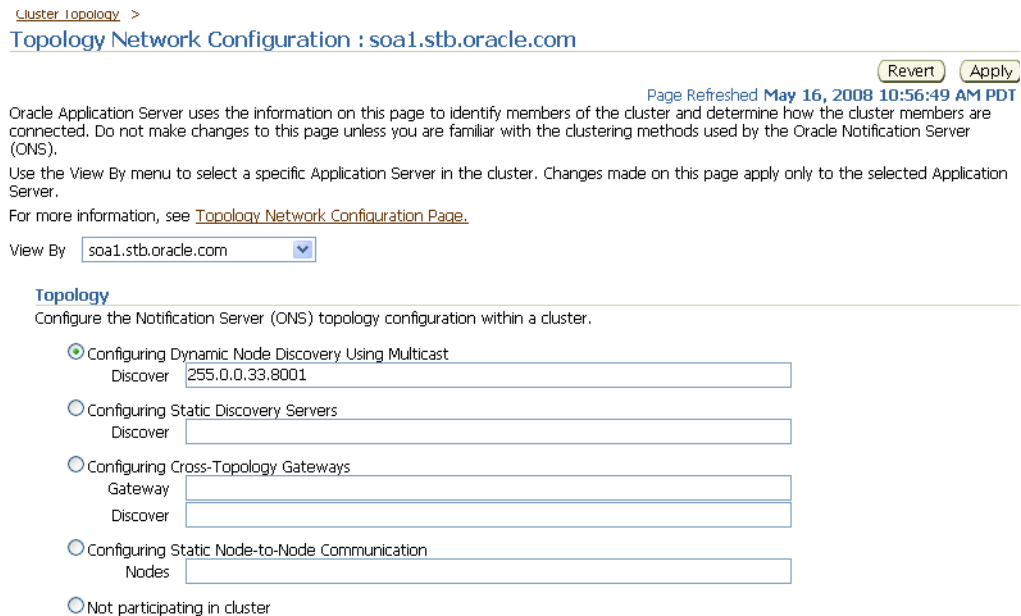 Cluster Topology >
Topology Network Configuration : soa1.stb.oracle.com
Revert Apply
Page Refreshed May 16, 2008 10:56:49 AM PDT
Oracle Application Server uses the information on this page to identify members of the cluster and determine how the cluster members are
connected. Do not make changes to this page unless you are familiar with the clustering methods used by the Oracle Notification Server
(ONS).
Use the View By menu to select a specific Application Server in the cluster. Changes made on this page apply only to the selected Application
Server.
For more information, see Topology Network Configuration Page.
View By soa1.stb.oracle.com
Topology
Configure the Notification Server (ONS) topology configuration within a cluster.
Configuring Dynamic Node Discovery Using Multicast
Discover 255.0.0.33.8001
Configuring Static Discovery Servers
Discover
Configuring Cross-Topology Gateways
Gateway
Discover
Configuring Static Node-to-Node Communication
Nodes
Not participating in cluster